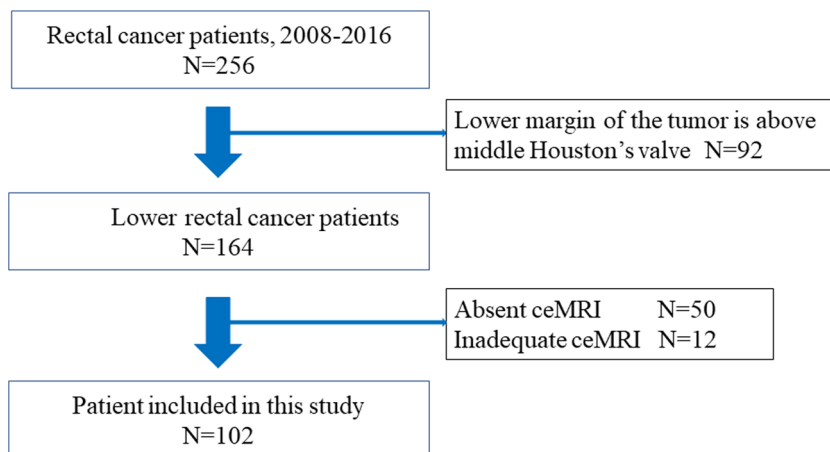 Rectal cancer patients, 2008-2016
N=256
Lower margin of the tumor is above
middle Houston's valve N=92
Lower rectal cancer patients
N=164
Absent ceMRI N=50
Inadequate ceMRI N=12
Patient included in this study
N=102